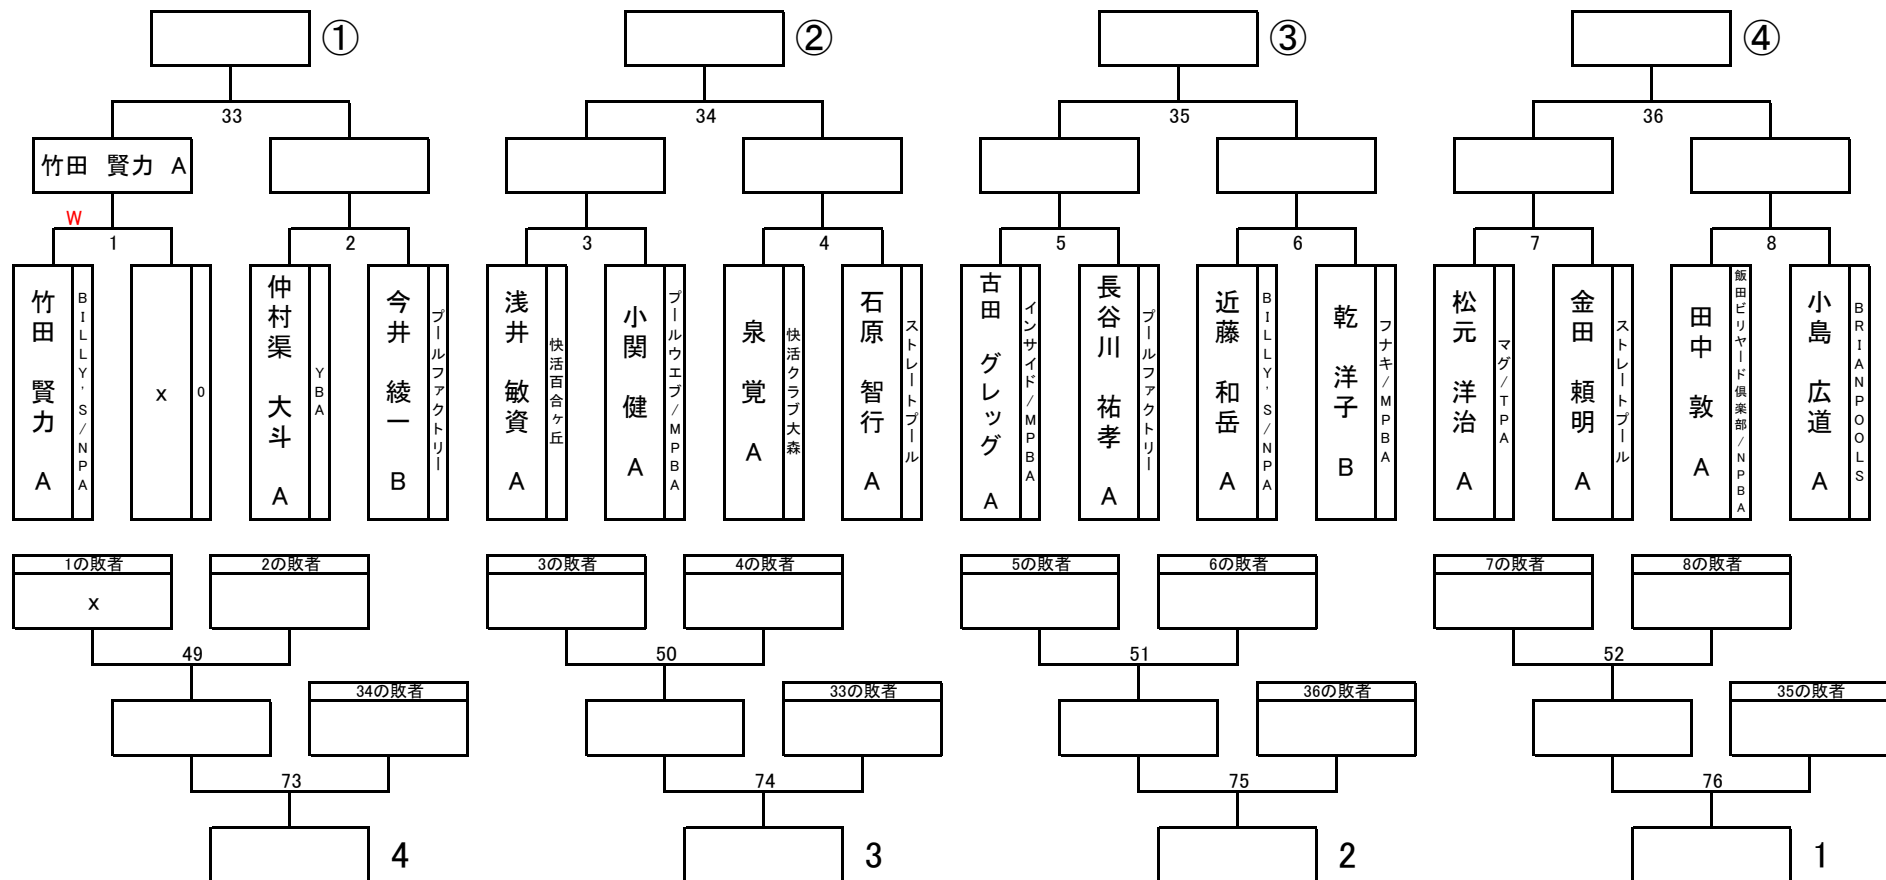 ① ② ③ ④
33 34 35 36
竹田 賢力 A
W
1 2 3 4 5 6 7 8
竹田 賢力 A
BILLY'S/NPA
x
0
仲村渠 大斗 A
YBA
今井 綾一 B
プールファクトリー
浅井 敏資 A
快活百合ヶ丘
小関 健 A
プールウエブ/MPBA
泉 覚 A
快活クラブ大森
石原 智行 A
ストレートプール
古田 グレッグ A
インサイド/MPBA
長谷川 祐孝 A
プールファクトリー
近藤 和岳 A
BILLY'S/NPA
乾 洋子 B
フナキ/MPBA
松元 洋治 A
マグ/TPA
金田 頼明 A
ストレートプール
田中 敦 A
飯田ビリヤード倶楽部/NPBA
小島 広道 A
BRIANPOOLS
1の敗者 2の敗者 3の敗者 4の敗者 5の敗者 6の敗者 7の敗者 8の敗者
x
49 50 51 52
34の敗者 33の敗者 36の敗者 35の敗者
73 74 75 76
4 3 2 1